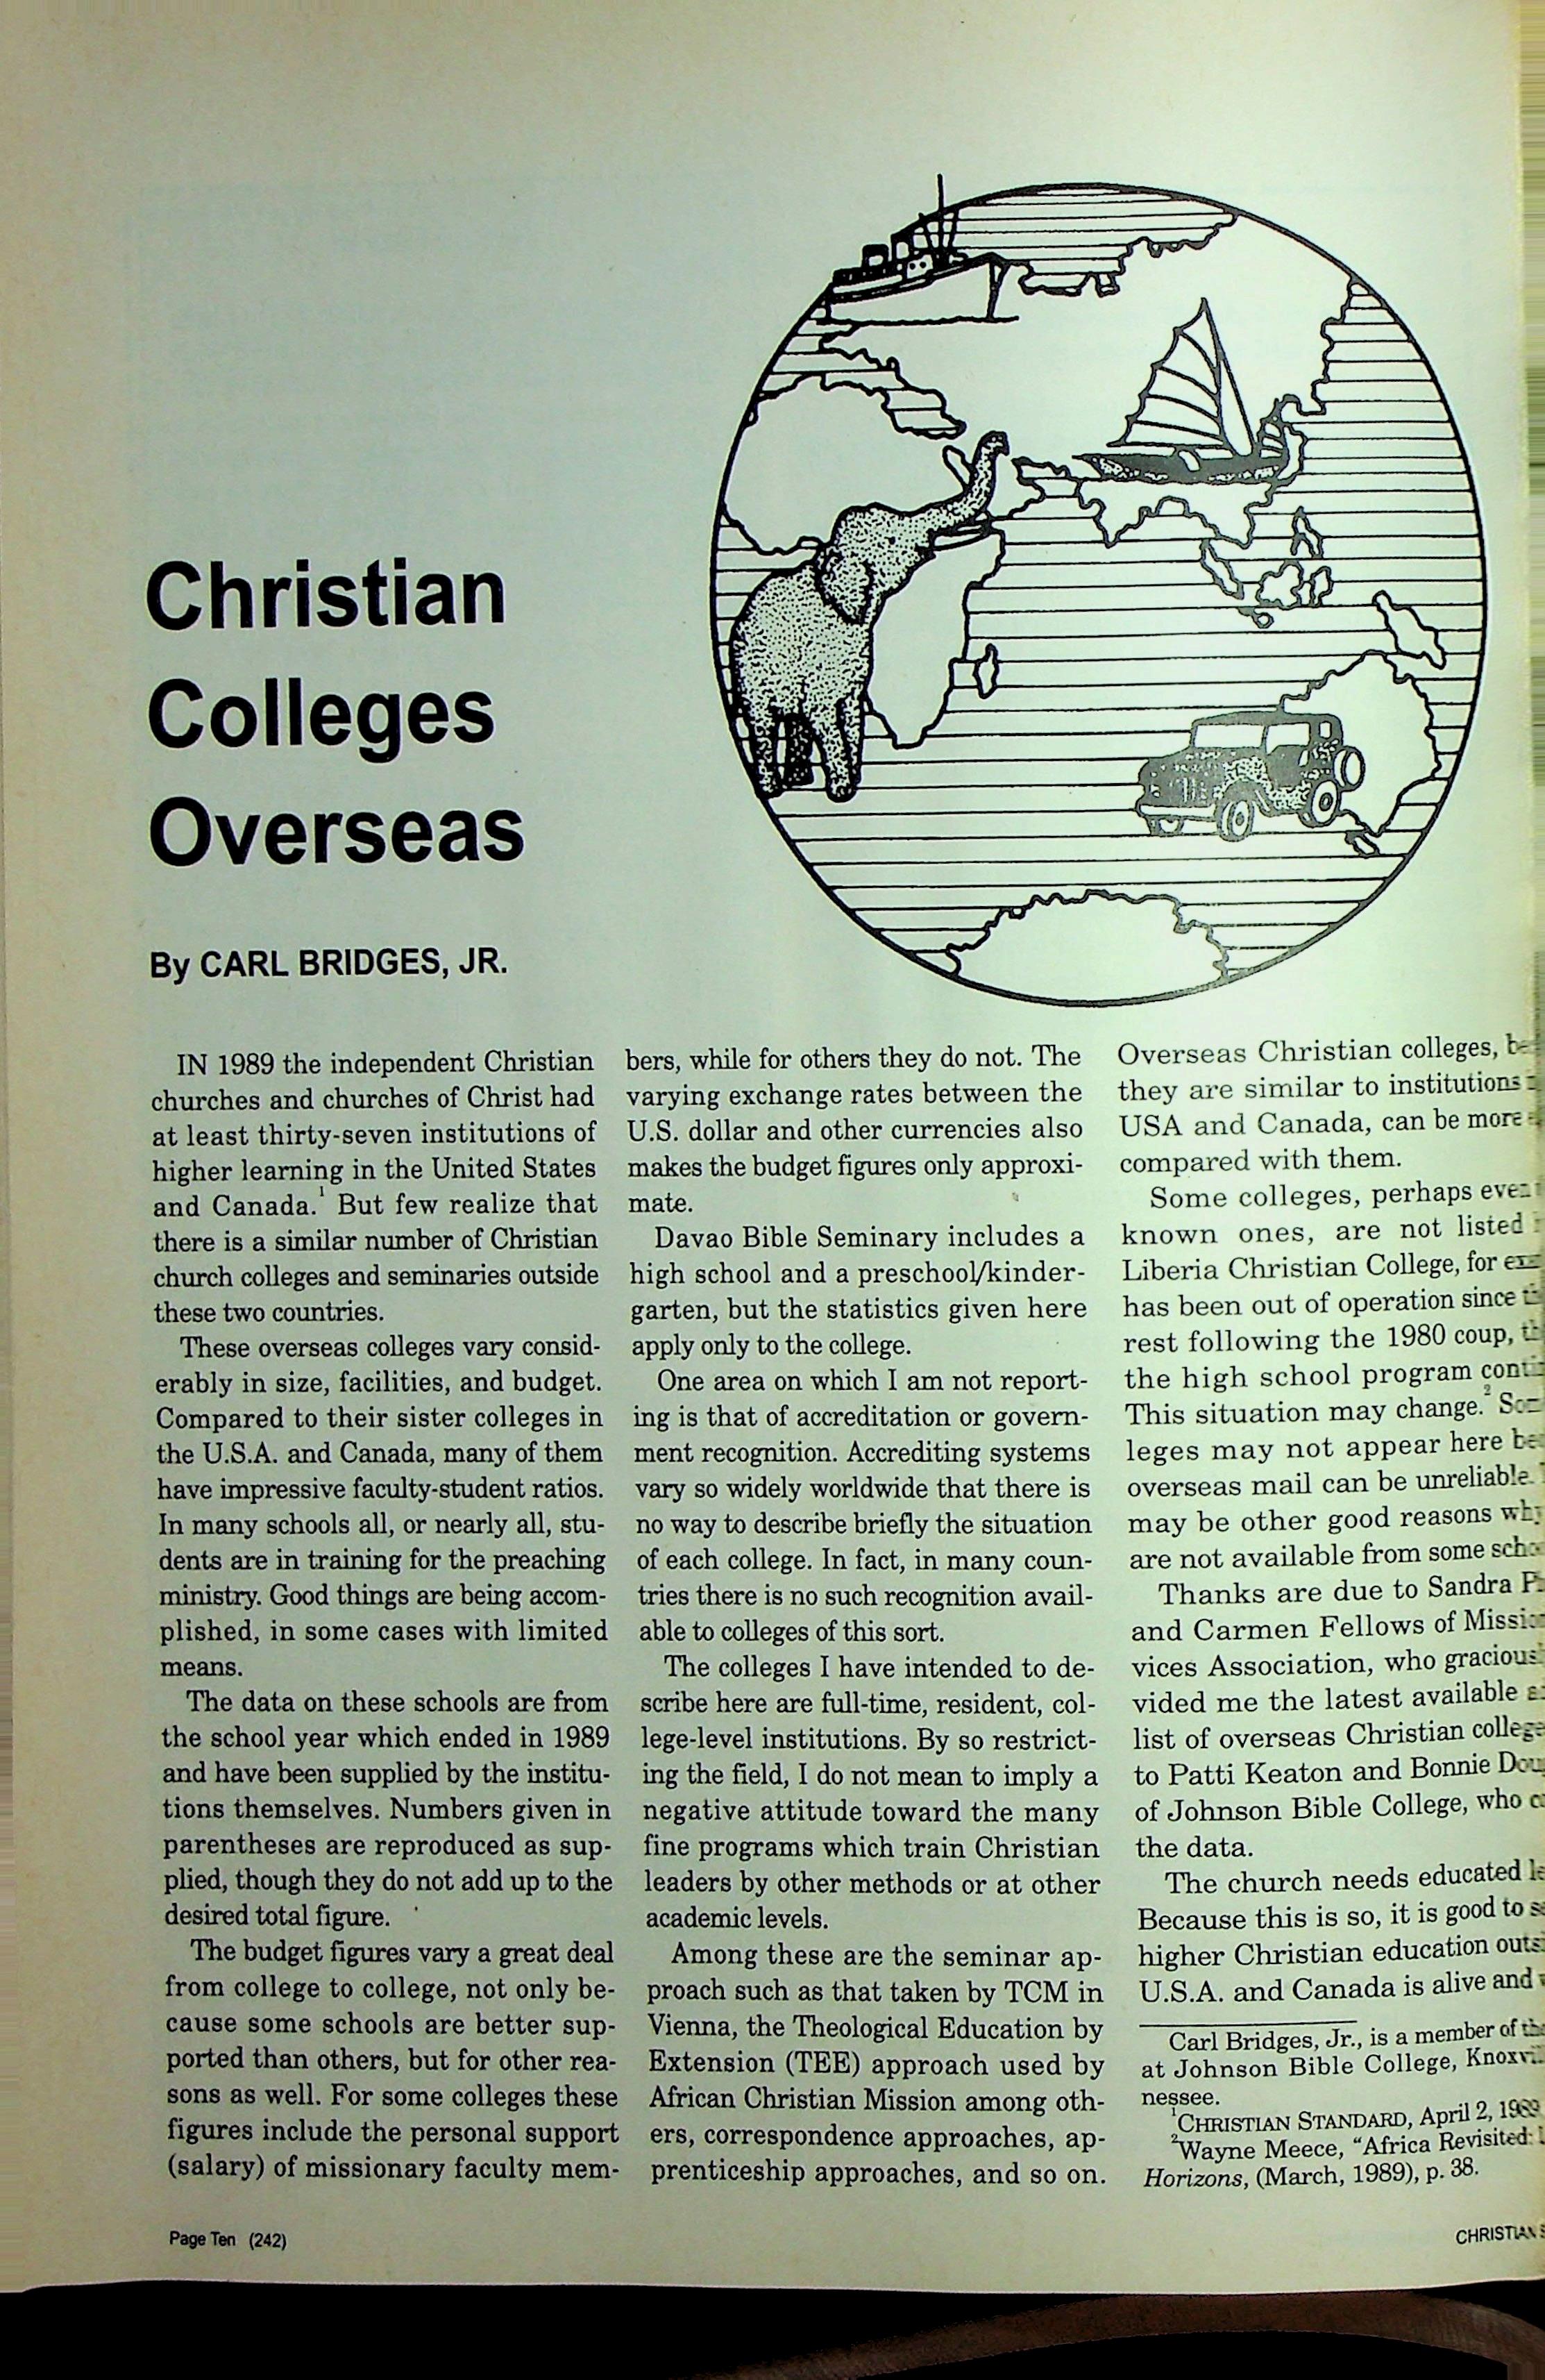 Christian
Colleges
Overseas
By CARL BRIDGES, JR.
IN 1989 the independent Christian
churches and churches of Christ had
at least thirty-seven institutions of
higher learning in the United States
and Canada.¹ But few realize that
there is a similar number of Christian
church colleges and seminaries outside
these two countries.
These overseas colleges vary consid-
erably in size, facilities, and budget.
Compared to their sister colleges in
the U.S.A. and Canada, many of them
have impressive faculty-student ratios.
In many schools all, or nearly all, stu-
dents are in training for the preaching
ministry. Good things are being accom-
plished, in some cases with limited
means.
The data on these schools are from
the school year which ended in 1989
and have been supplied by the institu-
tions themselves. Numbers given in
parentheses are reproduced as sup-
plied, though they do not add up to the
desired total figure.
The budget figures vary a great deal
from college to college, not only be-
cause some schools are better sup-
ported than others, but for other rea-
sons as well. For some colleges these
figures include the personal support
(salary) of missionary faculty mem-
bers, while for others they do not. The
varying exchange rates between the
U.S. dollar and other currencies also
makes the budget figures only approxi-
mate.
Davao Bible Seminary includes a
high school and a preschool/kinder-
garten, but the statistics given here
apply only to the college.
One area on which I am not report-
ing is that of accreditation or govern-
ment recognition. Accrediting systems
vary so widely worldwide that there is
no way to describe briefly the situation
of each college. In fact, in many coun-
tries there is no such recognition avail-
able to colleges of this sort.
The colleges I have intended to de-
scribe here are full-time, resident, col-
lege-level institutions. By so restrict-
ing the field, I do not mean to imply a
negative attitude toward the many
fine programs which train Christian
leaders by other methods or at other
academic levels.
Among these are the seminar ap-
proach such as that taken by TCM in
Vienna, the Theological Education by
Extension (TEE) approach used by
African Christian Mission among oth-
ers, correspondence approaches, ap-
prenticeship approaches, and so on.
Overseas Christian colleges,
they are similar to institutions
USA and Canada, can be more
compared with them.
Some colleges, perhaps
known ones, are not listed
Liberia Christian College, for
has been out of operation since
rest following the 1980 coup,
the high school program
This situation may change.²
leges may not appear here
overseas mail can be unreliable.
may be other good reasons
are not available from some
Thanks are due to Sandra
and Carmen Fellows of
vices Association, who
vided me the latest available
list of overseas Christian
to Patti Keaton and Bonnie
of Johnson Bible College, who
the data.
The church needs educated
Because this is so, it is good to
higher Christian education
U.S.A. and Canada is alive and
Carl Bridges, Jr., is a member of
at Johnson Bible College,
nessee.
¹CHRISTIAN STANDARD, April 2, 1989
²Wayne Meece, “Africa Revisited:
Horizons, (March, 1989), p. 38.
Page Ten (242)
CHRISTIAN